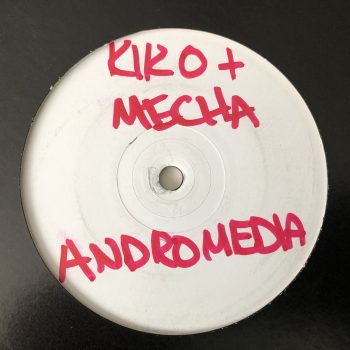 KIKO +
MECHA
ANDROMEDIA